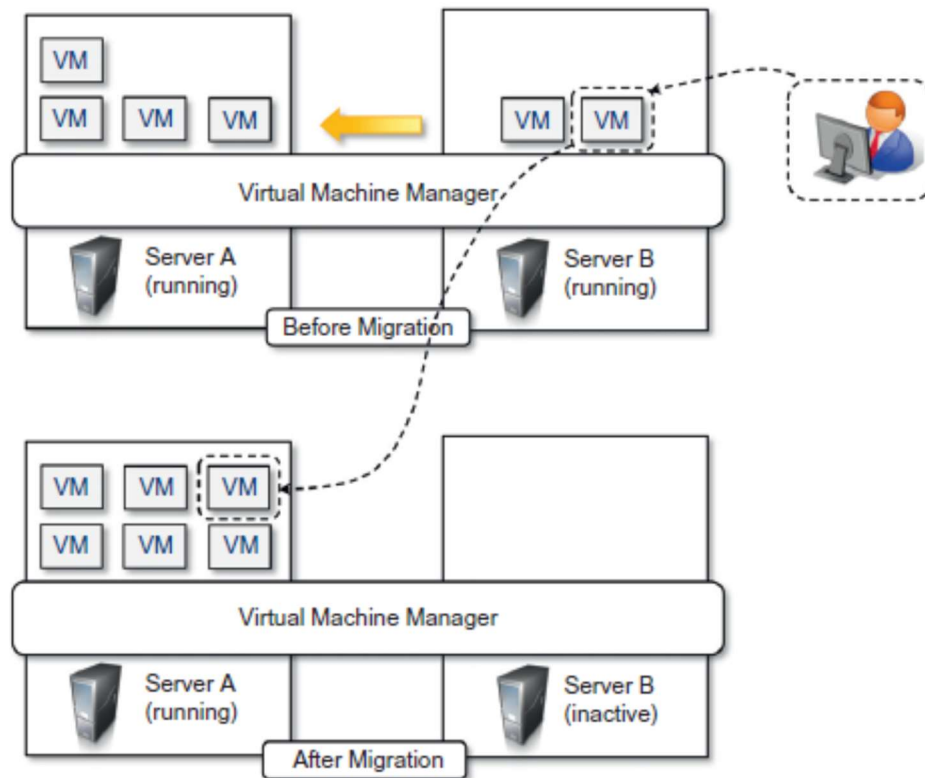 VM
VM VM VM
VM VM
Virtual Machine Manager
Server A
(running)
Server B
(running)
Before Migration
VM VM VM
VM VM VM
Virtual Machine Manager
Server A
(running)
Server B
(inactive)
After Migration